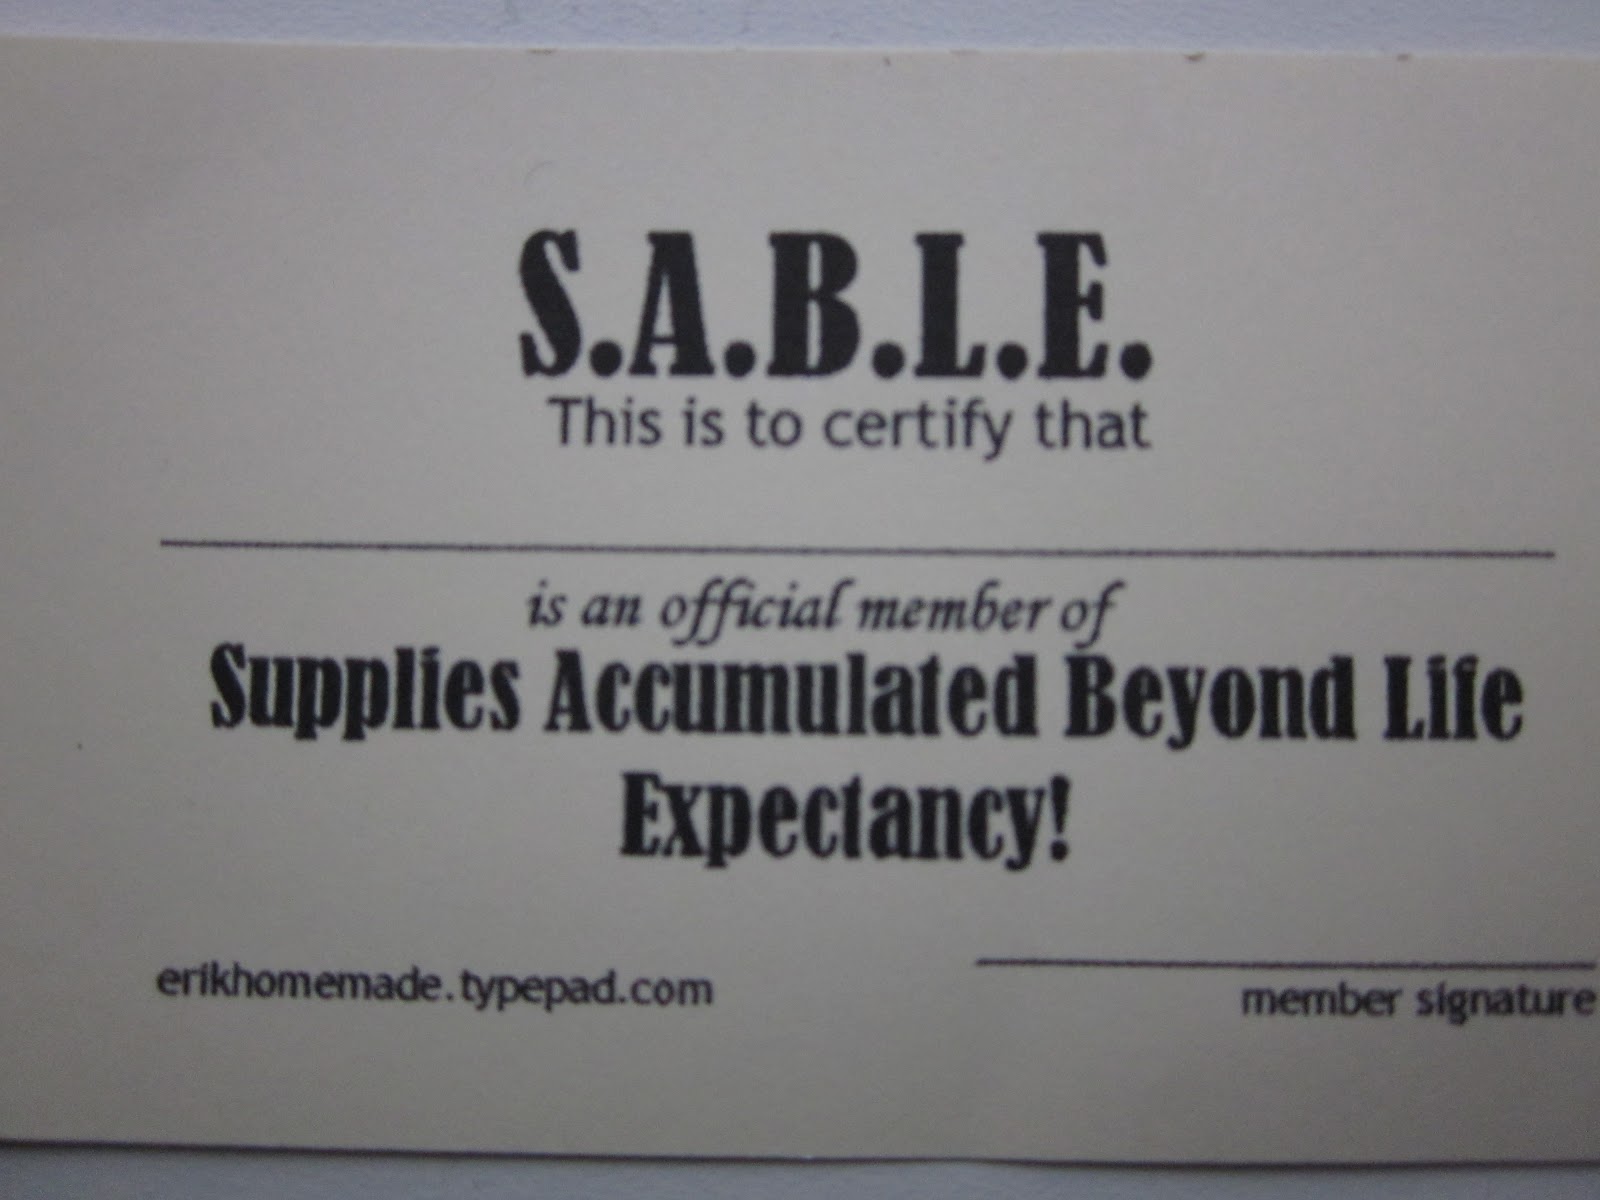 S.A.B.L.E.
This is to certify that
is an official member of
Supplies Accumulated Beyond Life
Expectancy!
erikhomemade.typepad.com
member signature